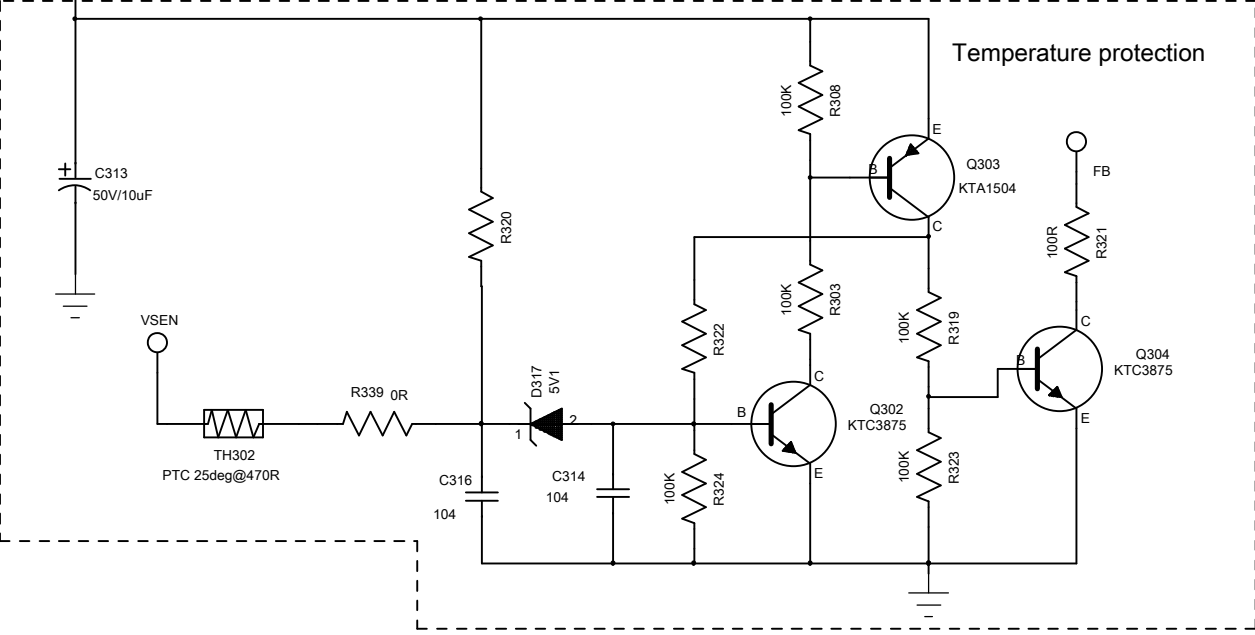 Temperature protection
100K
R308
E
B
Q303
KTA1504
C
FB
+
C313
50V/10uF
R320
100R
R321
100K
R303
R322
100K
R319
VSEN
C
B
Q304
KTC3875
E
D317
5V1
1
2
R339 0R
TH302
PTC 25deg@470R
C
B
Q302
KTC3875
E
C316
104
C314
104
100K
R324
100K
R323